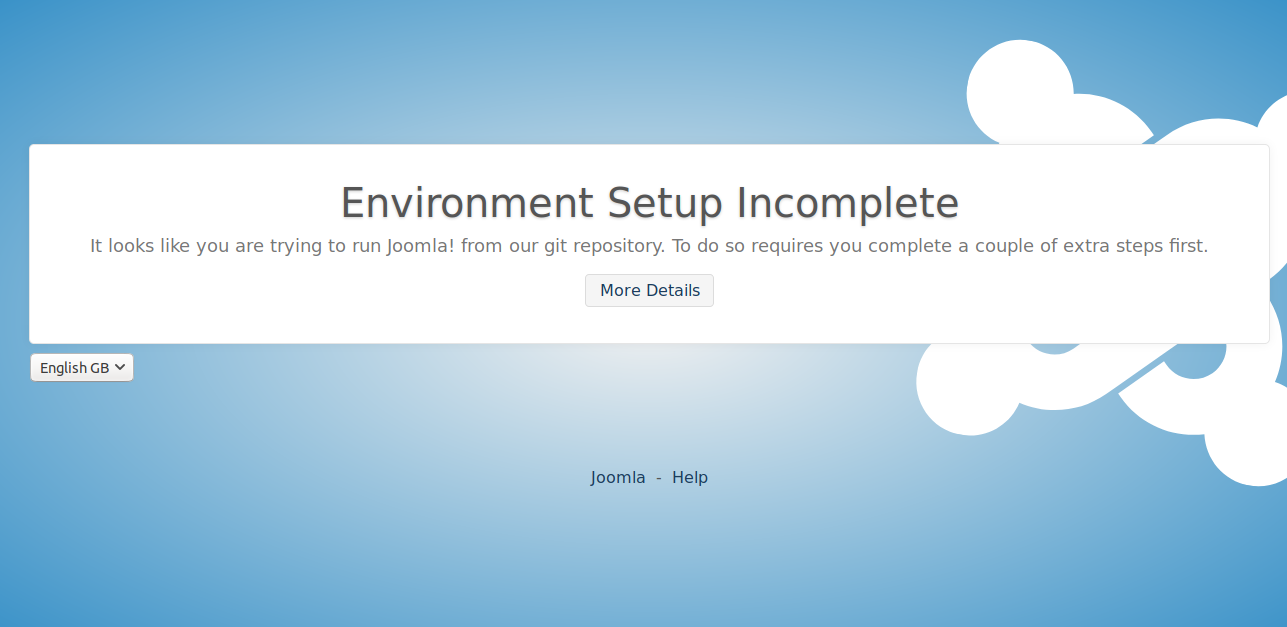 Environment Setup Incomplete
It looks like you are trying to run Joomla! from our git repository. To do so requires you complete a couple of extra steps first.
More Details
English GB
Joomla - Help